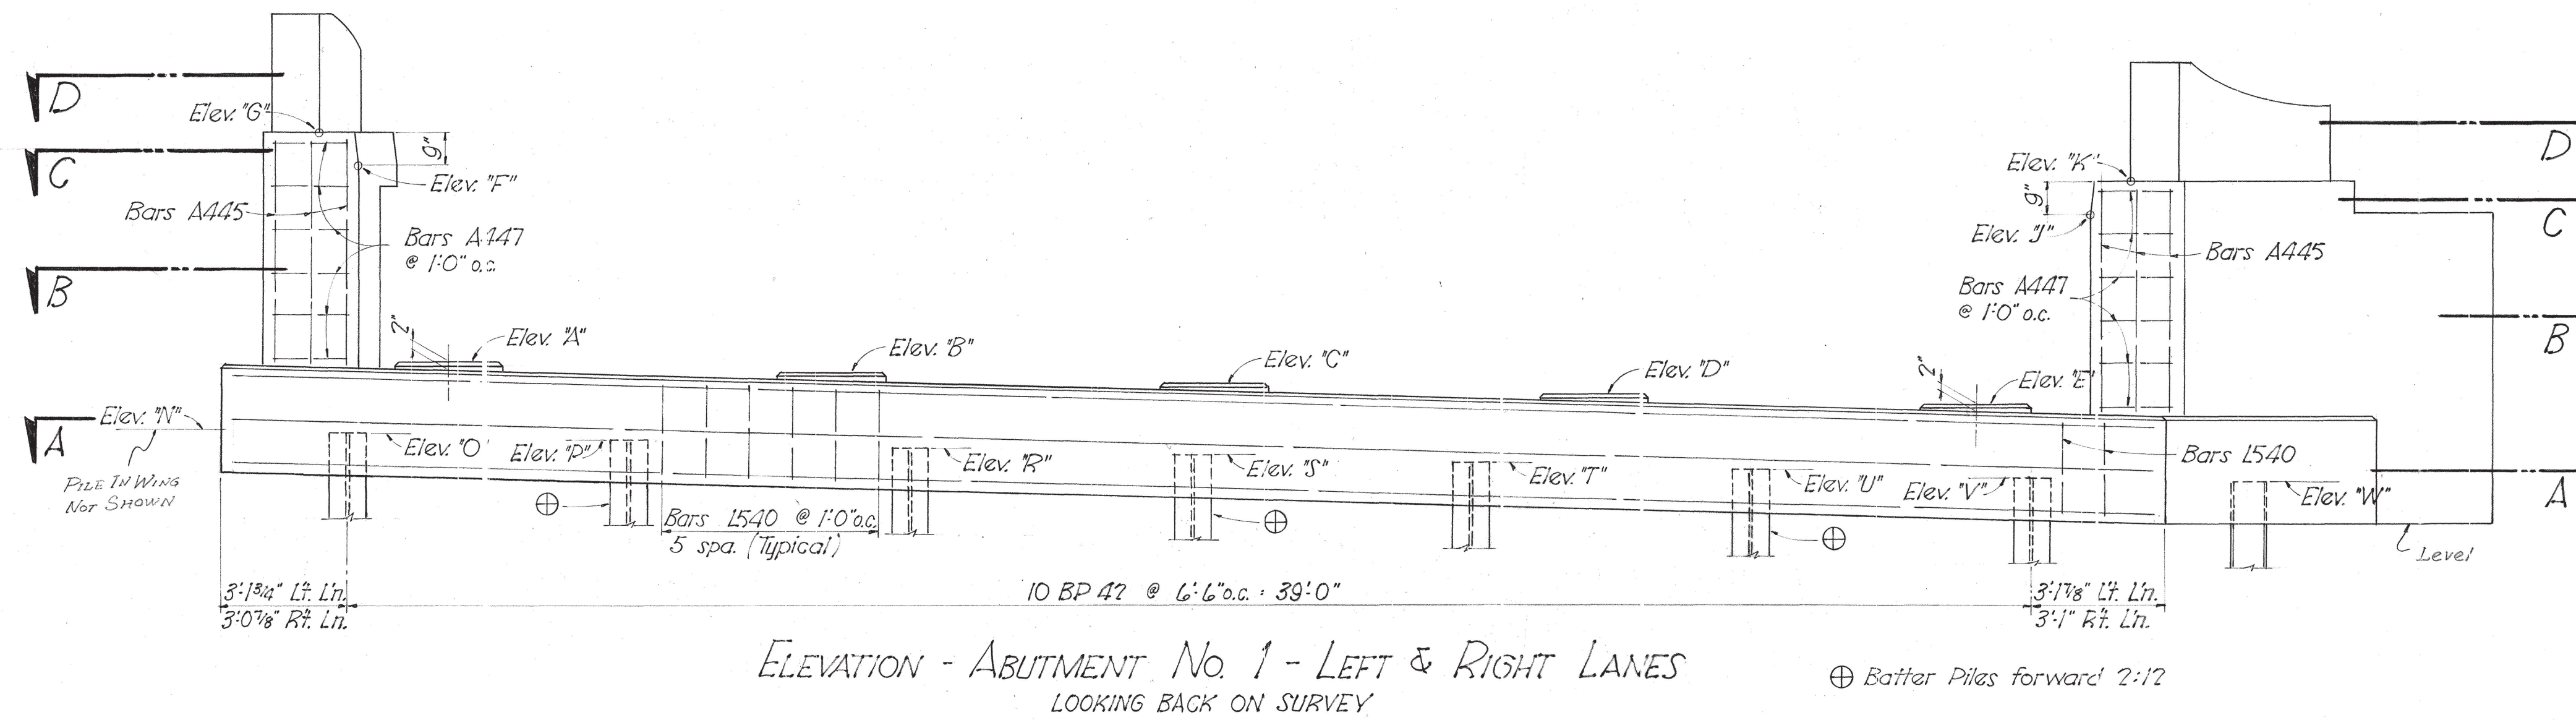 D
Elev. "G"
C
9"
Elev. "F"
Bars A445
Bars A447
@ 1'-0" o.c.
B
2"
Elev. "A"
Elev. "B"
Elev. "C"
Elev. "D"
2"
Elev. "E"
Elev. "K"
D
9"
C
Elev. "J"
Bars A445
Bars A447
@ 1'-0" o.c.
B
A
Elev. "N"
PILE IN WING
NOT SHOWN
Elev. "O"
Elev. "P"
Elev. "R"
Elev. "S"
Elev. "T"
Elev. "U"
Elev. "V"
Bars L540
Elev. "W"
A
Level
Bars L540 @ 1'-0" o.c.
5 spa. (Typical)
3'-1 3/4" Lt. Ln.
3'-0 7/8" Rt. Ln.
10 BP 42 @ 6'-6" o.c. = 39'-0"
3'-1 7/8" Lt. Ln.
3'-1" Rt. Ln.
ELEVATION - ABUTMENT NO. 1 - LEFT & RIGHT LANES
LOOKING BACK ON SURVEY
⊕ Batter Piles forward 2:12